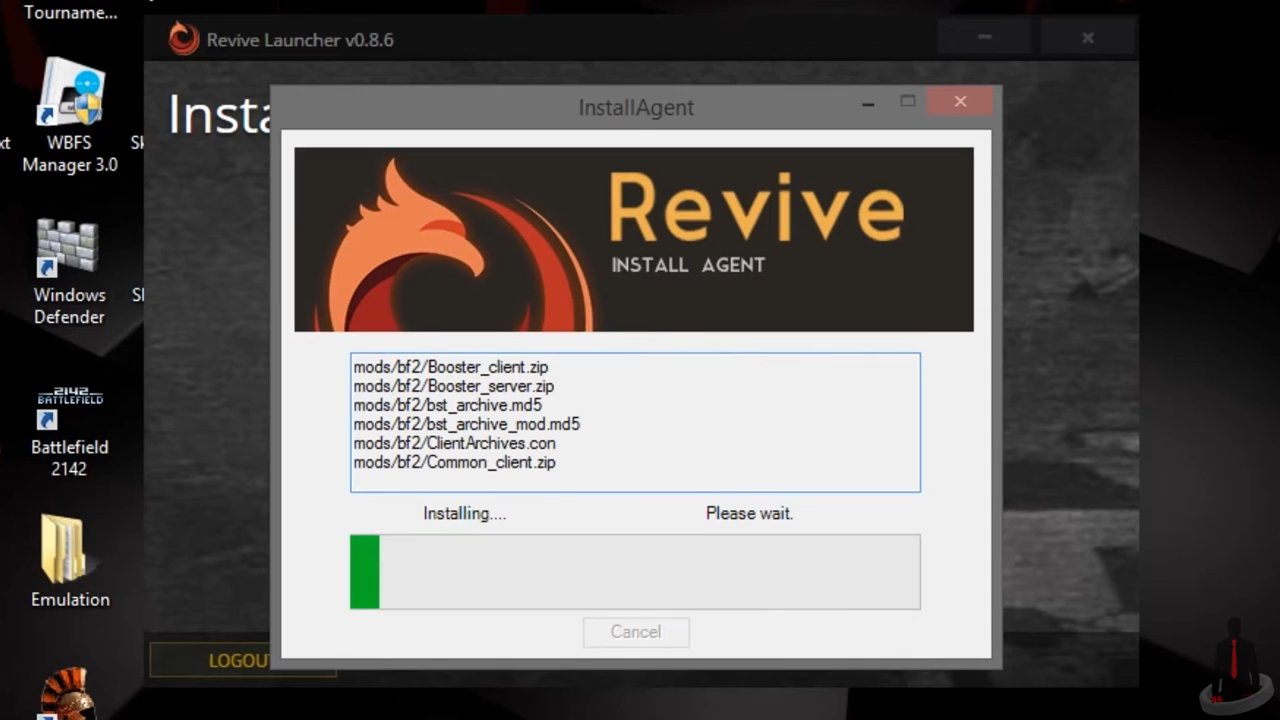 Tourname...
WBFS
Manager 3.0
Windows
Defender
2142
BATTLEFIELD
Battlefield
2142
Emulation
Revive Launcher v0.8.6
Insta
InstallAgent
Revive
INSTALL AGENT
mods/bf2/Booster_client.zip
mods/bf2/Booster_server.zip
mods/bf2/bst_archive.md5
mods/bf2/bst_archive_mod.md5
mods/bf2/ClientArchives.con
mods/bf2/Common_client.zip
Installing....
Please wait.
Cancel
LOGOUT